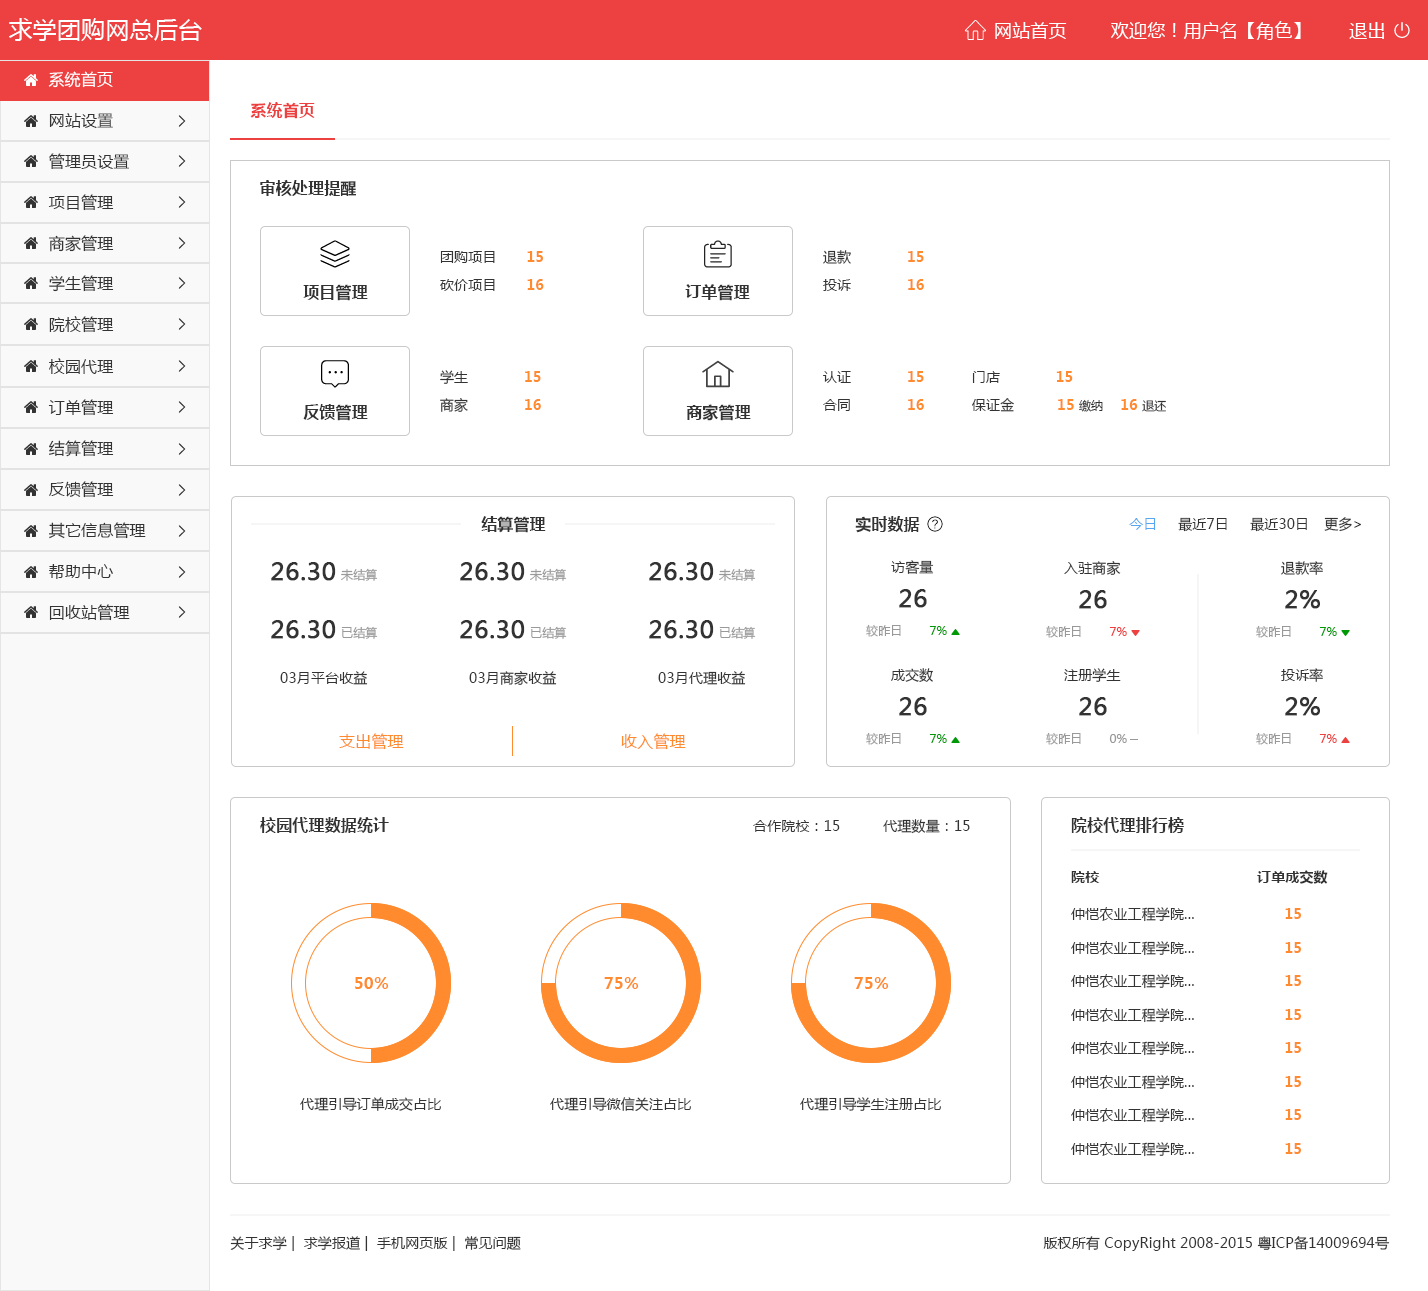 求学团购网总后台
网站首页 欢迎您！用户名【角色】 退出
系统首页
网站设置
管理员设置
项目管理
商家管理
学生管理
院校管理
校园代理
订单管理
结算管理
反馈管理
其它信息管理
帮助中心
回收站管理
系统首页
审核处理提醒
项目管理
团购项目 15
砍价项目 16
订单管理
退款 15
投诉 16
反馈管理
学生 15
商家 16
商家管理
认证 15 门店 15
合同 16 保证金 15 缴纳 16 退还
结算管理
26.30 未结算 26.30 未结算 26.30 未结算
26.30 已结算 26.30 已结算 26.30 已结算
03月平台收益 03月商家收益 03月代理收益
支出管理 收入管理
实时数据 ? 今日 最近7日 最近30日 更多>
访客量 入驻商家 退款率
26 26 2%
较昨日 7% 较昨日 7% 较昨日 7%
成交数 注册学生 投诉率
26 26 2%
较昨日 7% 较昨日 0% 较昨日 7%
校园代理数据统计 合作院校：15 代理数量：15
50% 75% 75%
代理引导订单成交占比 代理引导微信关注占比 代理引导学生注册占比
院校代理排行榜
院校 订单成交数
仲恺农业工程学院... 15
仲恺农业工程学院... 15
仲恺农业工程学院... 15
仲恺农业工程学院... 15
仲恺农业工程学院... 15
仲恺农业工程学院... 15
仲恺农业工程学院... 15
仲恺农业工程学院... 15
关于求学 | 求学报道 | 手机网页版 | 常见问题
版权所有 CopyRight 2008-2015 粤ICP备14009694号